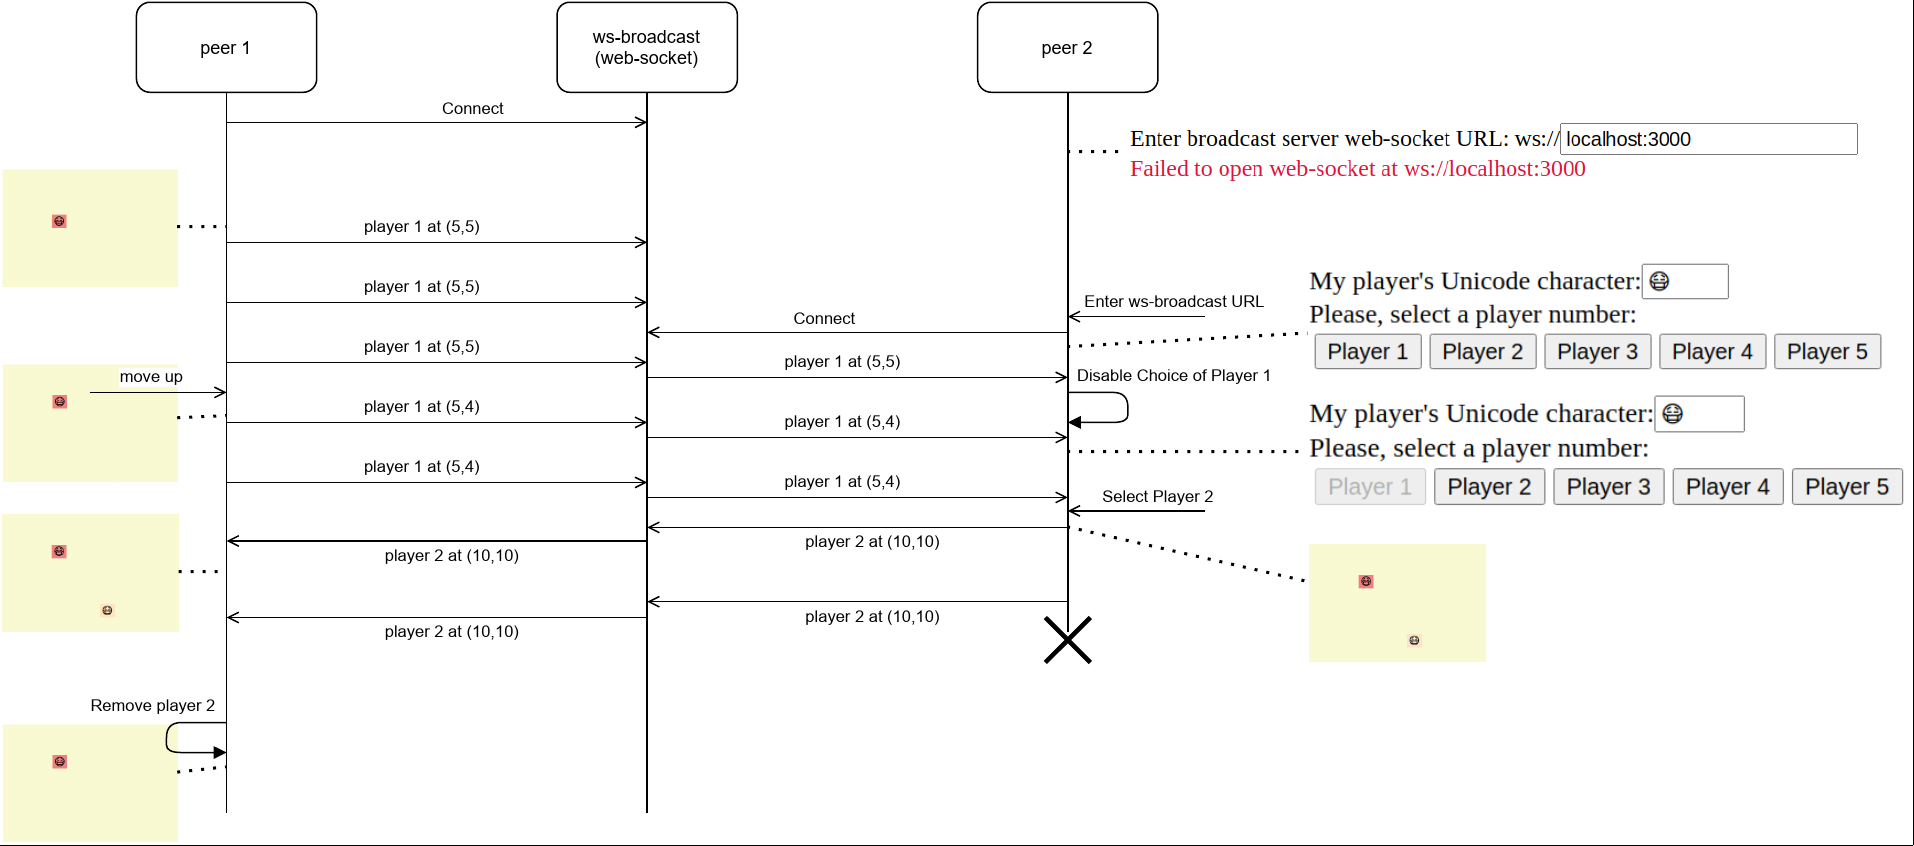 peer 1
ws-broadcast
(web-socket)
peer 2
Connect
Enter broadcast server web-socket URL: ws:// localhost:3000
Failed to open web-socket at ws://localhost:3000
player 1 at (5,5)
player 1 at (5,5)
Enter ws-broadcast URL
My player's Unicode character: 😷
Please, select a player number:
Player 1 Player 2 Player 3 Player 4 Player 5
Connect
player 1 at (5,5)
player 1 at (5,5)
move up
Disable Choice of Player 1
player 1 at (5,4)
player 1 at (5,4)
My player's Unicode character: 😷
Please, select a player number:
Player 1 Player 2 Player 3 Player 4 Player 5
player 1 at (5,4)
player 1 at (5,4)
Select Player 2
player 2 at (10,10)
player 2 at (10,10)
player 2 at (10,10)
player 2 at (10,10)
Remove player 2